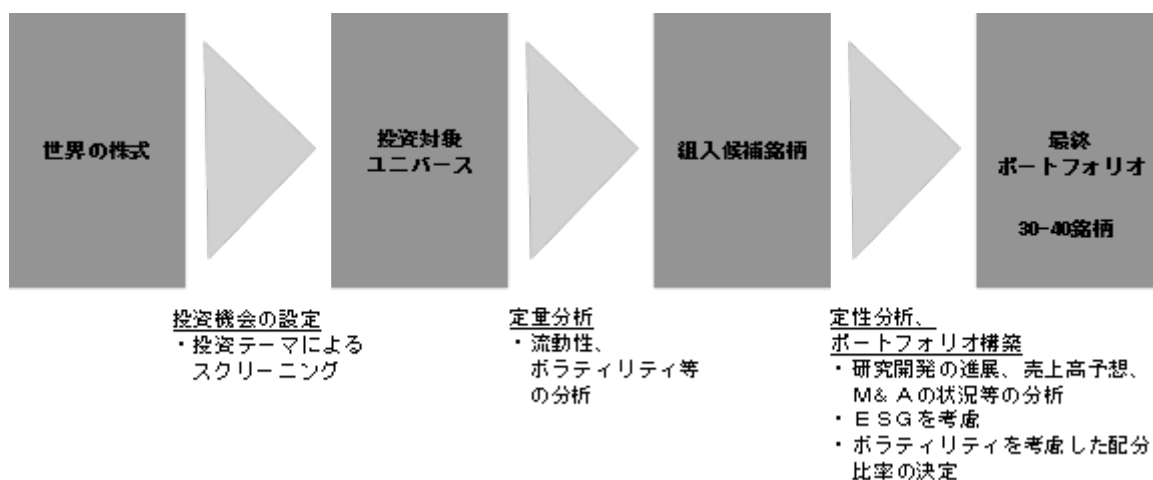 世界の株式
投資対象
ユニバース
組入候補銘柄
最終
ポートフォリオ
30-40銘柄
投資機会の設定
・投資テーマによる
スクリーニング
定量分析
・流動性、
ボラティリティ等
の分析
定性分析、
ポートフォリオ構築
・研究開発の進展、売上高予想、
M&Aの状況等の分析
・ESGを考慮
・ボラティリティを考慮した配分
比率の決定